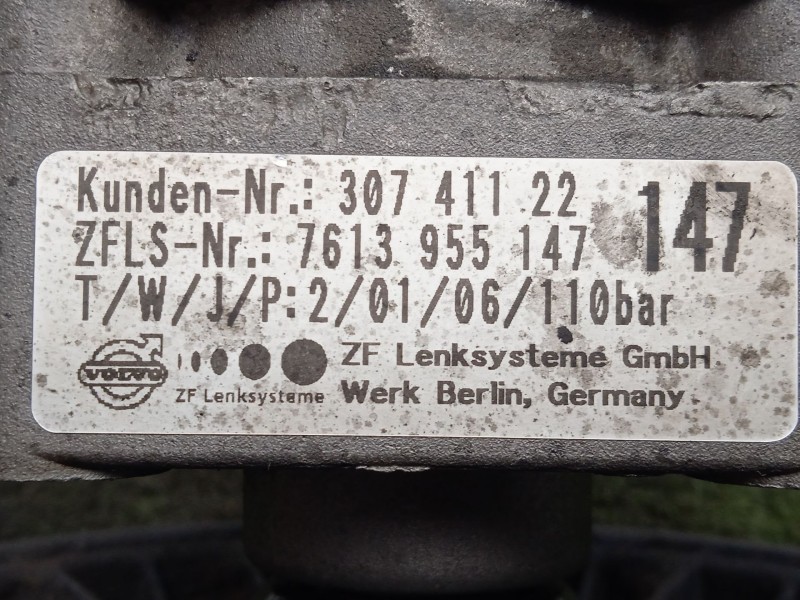 Kunden-Nr.: 307 411 22
147
ZFLS-Nr.: 7613 955 147
T/W/J/P:2/01/06/110bar
VOLVO
ZF Lenksysteme
ZF Lenksysteme GmbH
Werk Berlin, Germany